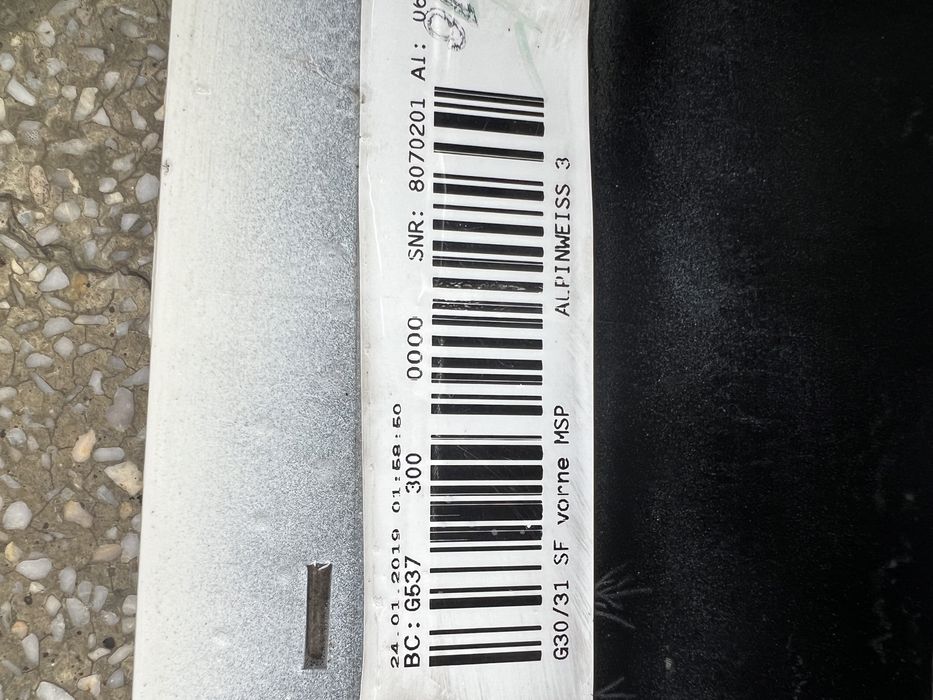 24.01.2019 01:58:50
BC: G537 300 0000 SNR: 8070201 AI: 06
G30/31 SF vorne MSP ALPINWEISS 3